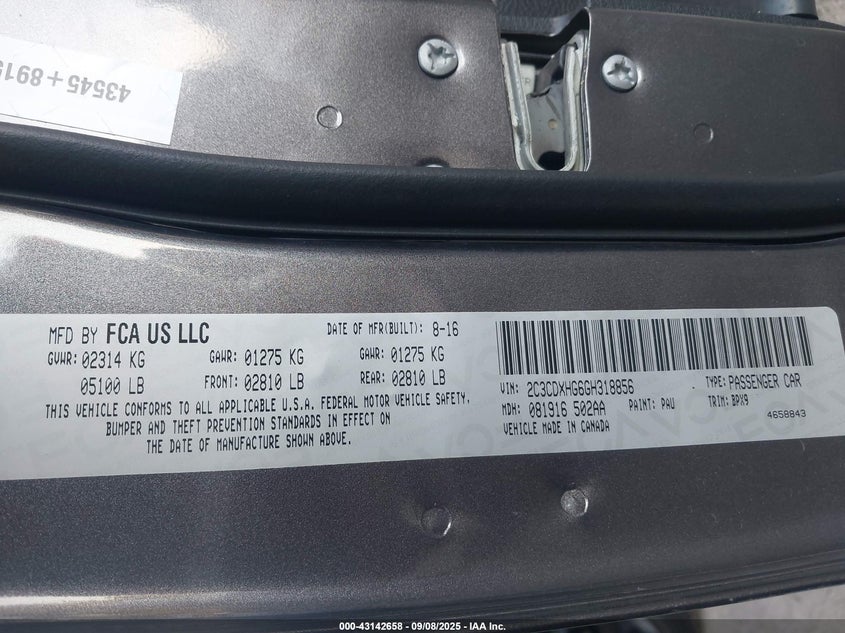 43545 + 891
MFD BY FCA US LLC DATE OF MFR(BUILT): 8-16
GVWR: 02314 KG GAWR: 01275 KG GAWR: 01275 KG
05100 LB FRONT: 02810 LB REAR: 02810 LB
THIS VEHICLE CONFORMS TO ALL APPLICABLE U.S.A. FEDERAL MOTOR VEHICLE SAFETY,
BUMPER AND THEFT PREVENTION STANDARDS IN EFFECT ON
THE DATE OF MANUFACTURE SHOWN ABOVE.
VIN: 2C3CDXHG6GH318856 TYPE: PASSENGER CAR
MDH: 081916 502AA PAINT: PAU TRIM: BPX9
VEHICLE MADE IN CANADA 4658843
000-43142658 - 09/08/2025 - IAA Inc.